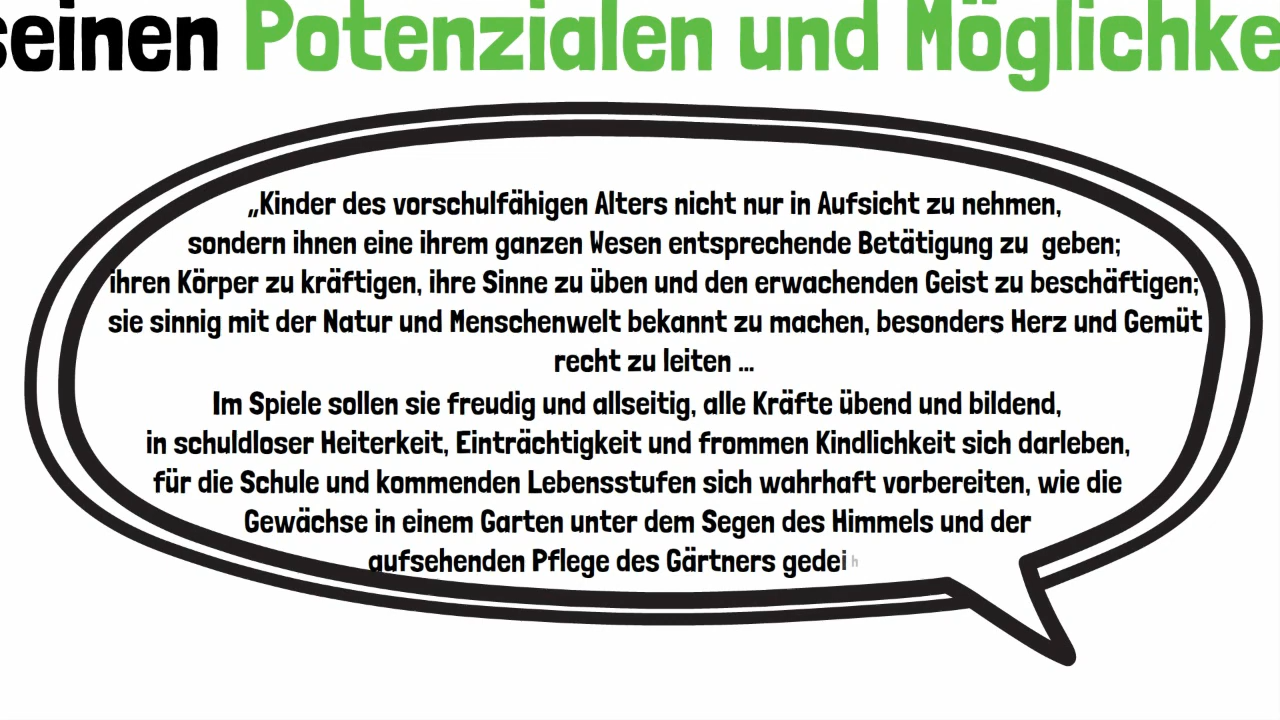 seinen Potenzialen und Möglichke
„Kinder des vorschulfähigen Alters nicht nur in Aufsicht zu nehmen,
sondern ihnen eine ihrem ganzen Wesen entsprechende Betätigung zu geben;
ihren Körper zu kräftigen, ihre Sinne zu üben und den erwachenden Geist zu beschäftigen;
sie sinnig mit der Natur und Menschenwelt bekannt zu machen, besonders Herz und Gemüt
recht zu leiten ...
Im Spiele sollen sie freudig und allseitig, alle Kräfte übend und bildend,
in schuldloser Heiterkeit, Einträchtigkeit und frommen Kindlichkeit sich darleben,
für die Schule und kommenden Lebensstufen sich wahrhaft vorbereiten, wie die
Gewächse in einem Garten unter dem Segen des Himmels und der
aufsehenden Pflege des Gärtners gedeih